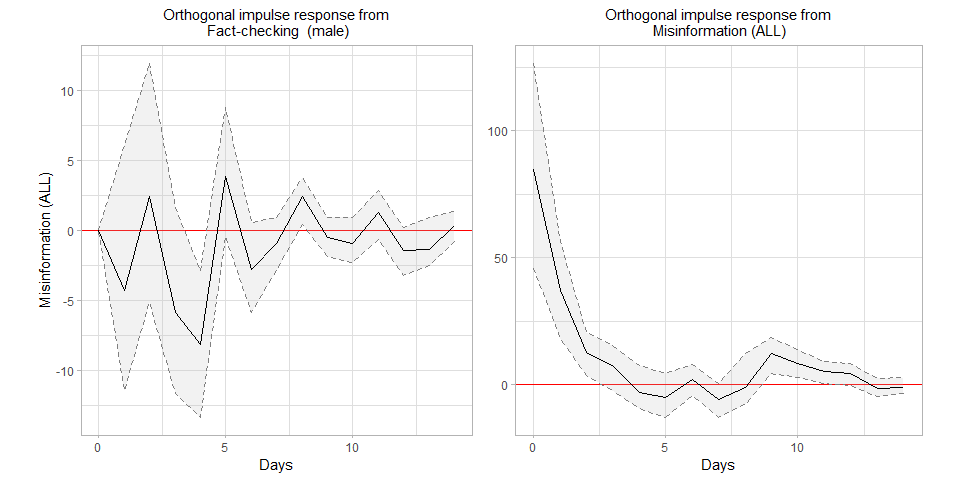 Orthogonal impulse response from
Fact-checking  (male)
Misinformation (ALL)
10
5
0
-5
-10
0
5
10
Days
Orthogonal impulse response from
Misinformation (ALL)
100
50
0
0
5
10
Days